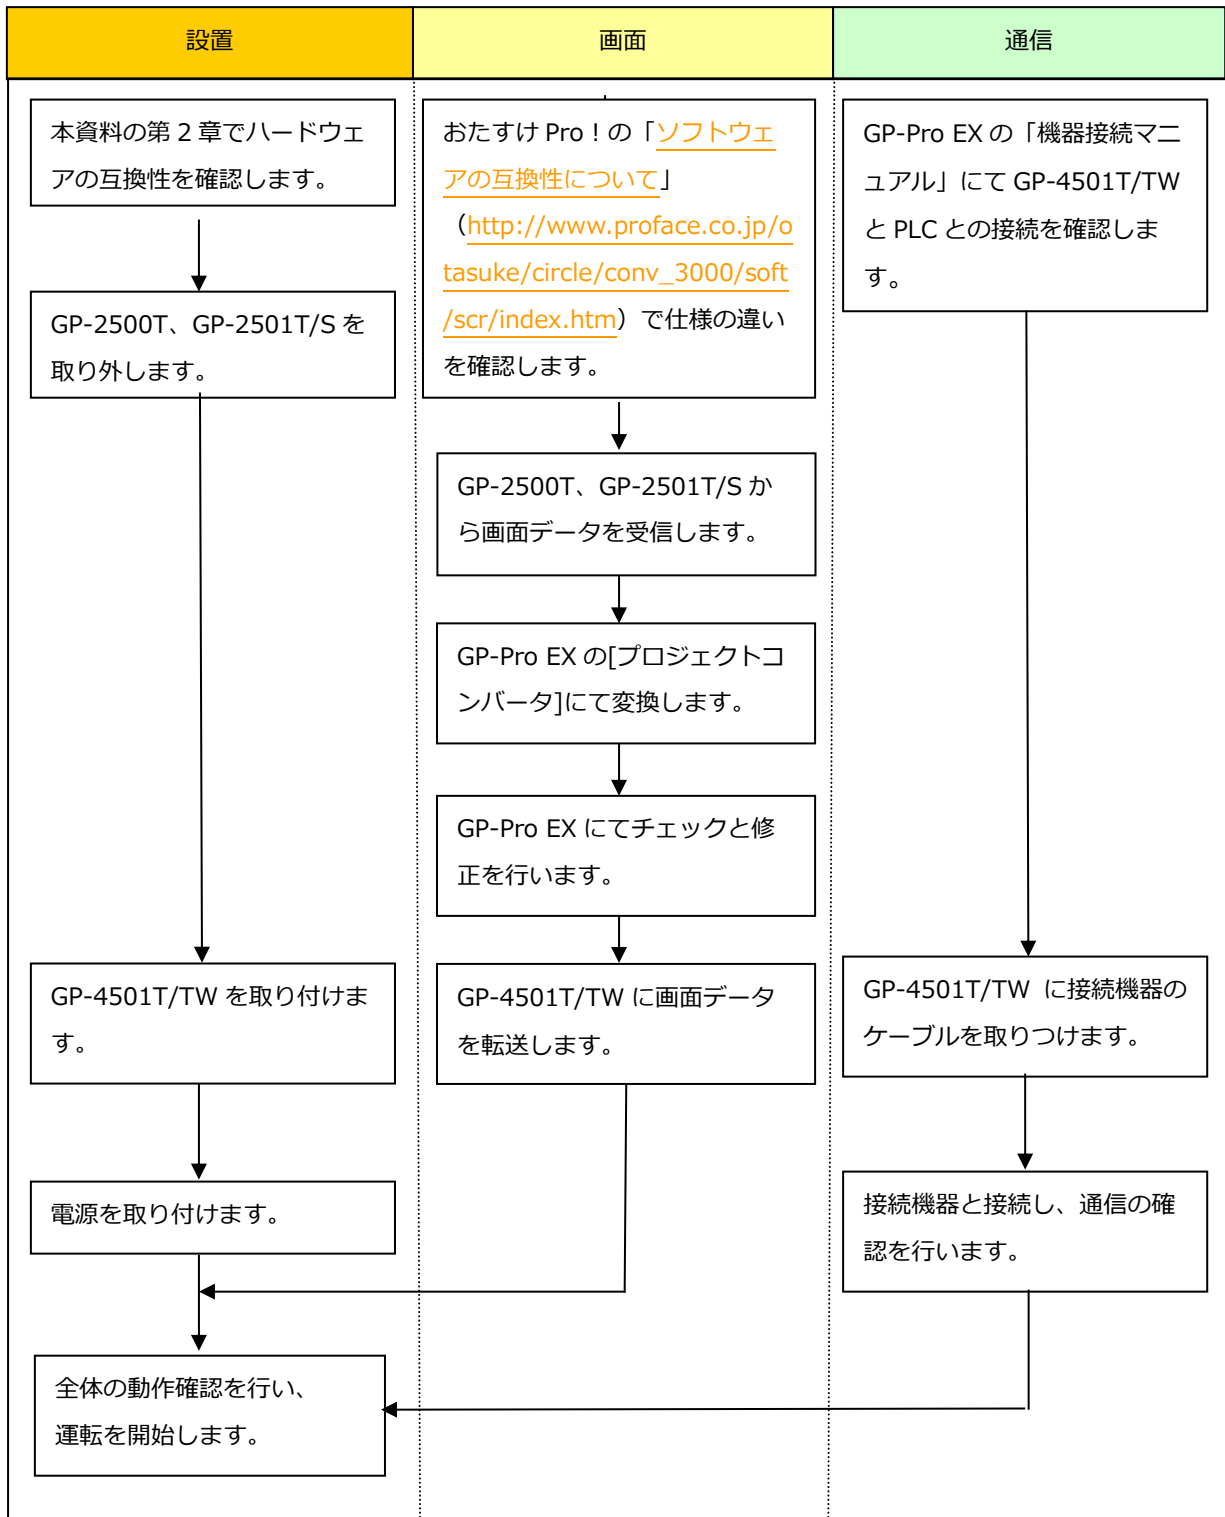 設置
画面
通信
本資料の第 2 章でハードウェ
アの互換性を確認します。
GP-2500T、GP-2501T/S を
取り外します。
GP-4501T/TW を取り付けま
す。
電源を取り付けます。
全体の動作確認を行い、
運転を開始します。
おたすけ Pro！の「ソフトウェ
アの互換性について」
（http://www.proface.co.jp/o
tasuke/circle/conv_3000/soft
/scr/index.htm）で仕様の違い
を確認します。
GP-2500T、GP-2501T/S か
ら画面データを受信します。
GP-Pro EX の[プロジェクトコ
ンバータ]にて変換します。
GP-Pro EX にてチェックと修
正を行います。
GP-4501T/TW に画面データ
を転送します。
GP-Pro EX の「機器接続マニ
ュアル」にて GP-4501T/TW
と PLC との接続を確認しま
す。
GP-4501T/TW に接続機器の
ケーブルを取りつけます。
接続機器と接続し、通信の確
認を行います。